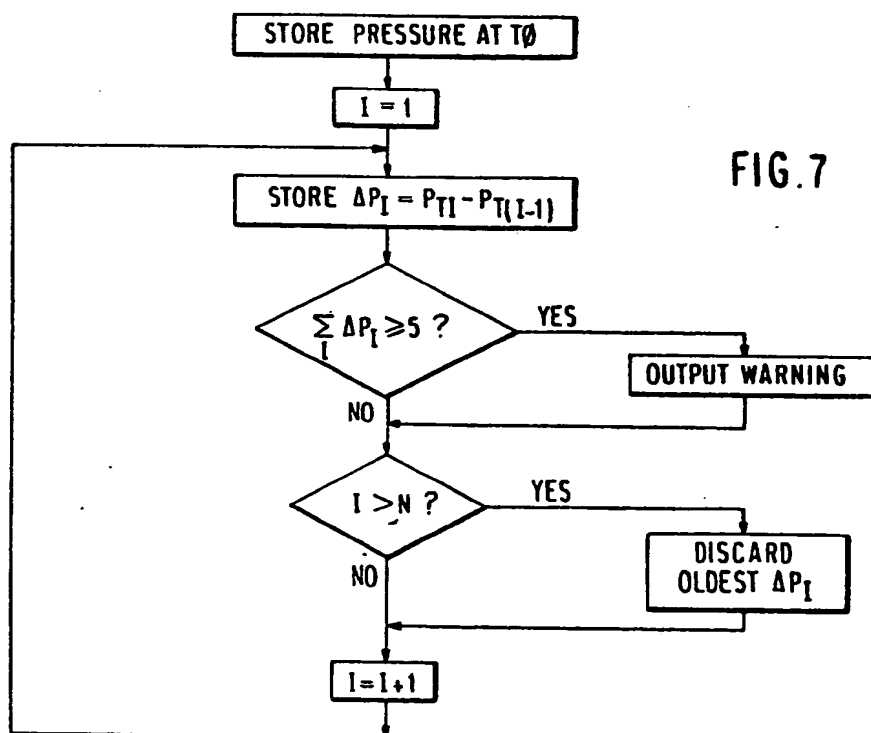 STORE PRESSURE AT TØ
I = 1
FIG. 7
STORE ΔP_I = P_TI - P_T(I-1)
∑_I ΔP_I ⩾ 5 ?
YES
OUTPUT WARNING
NO
I > N ?
YES
DISCARD
OLDEST ΔP_I
NO
I = I+1